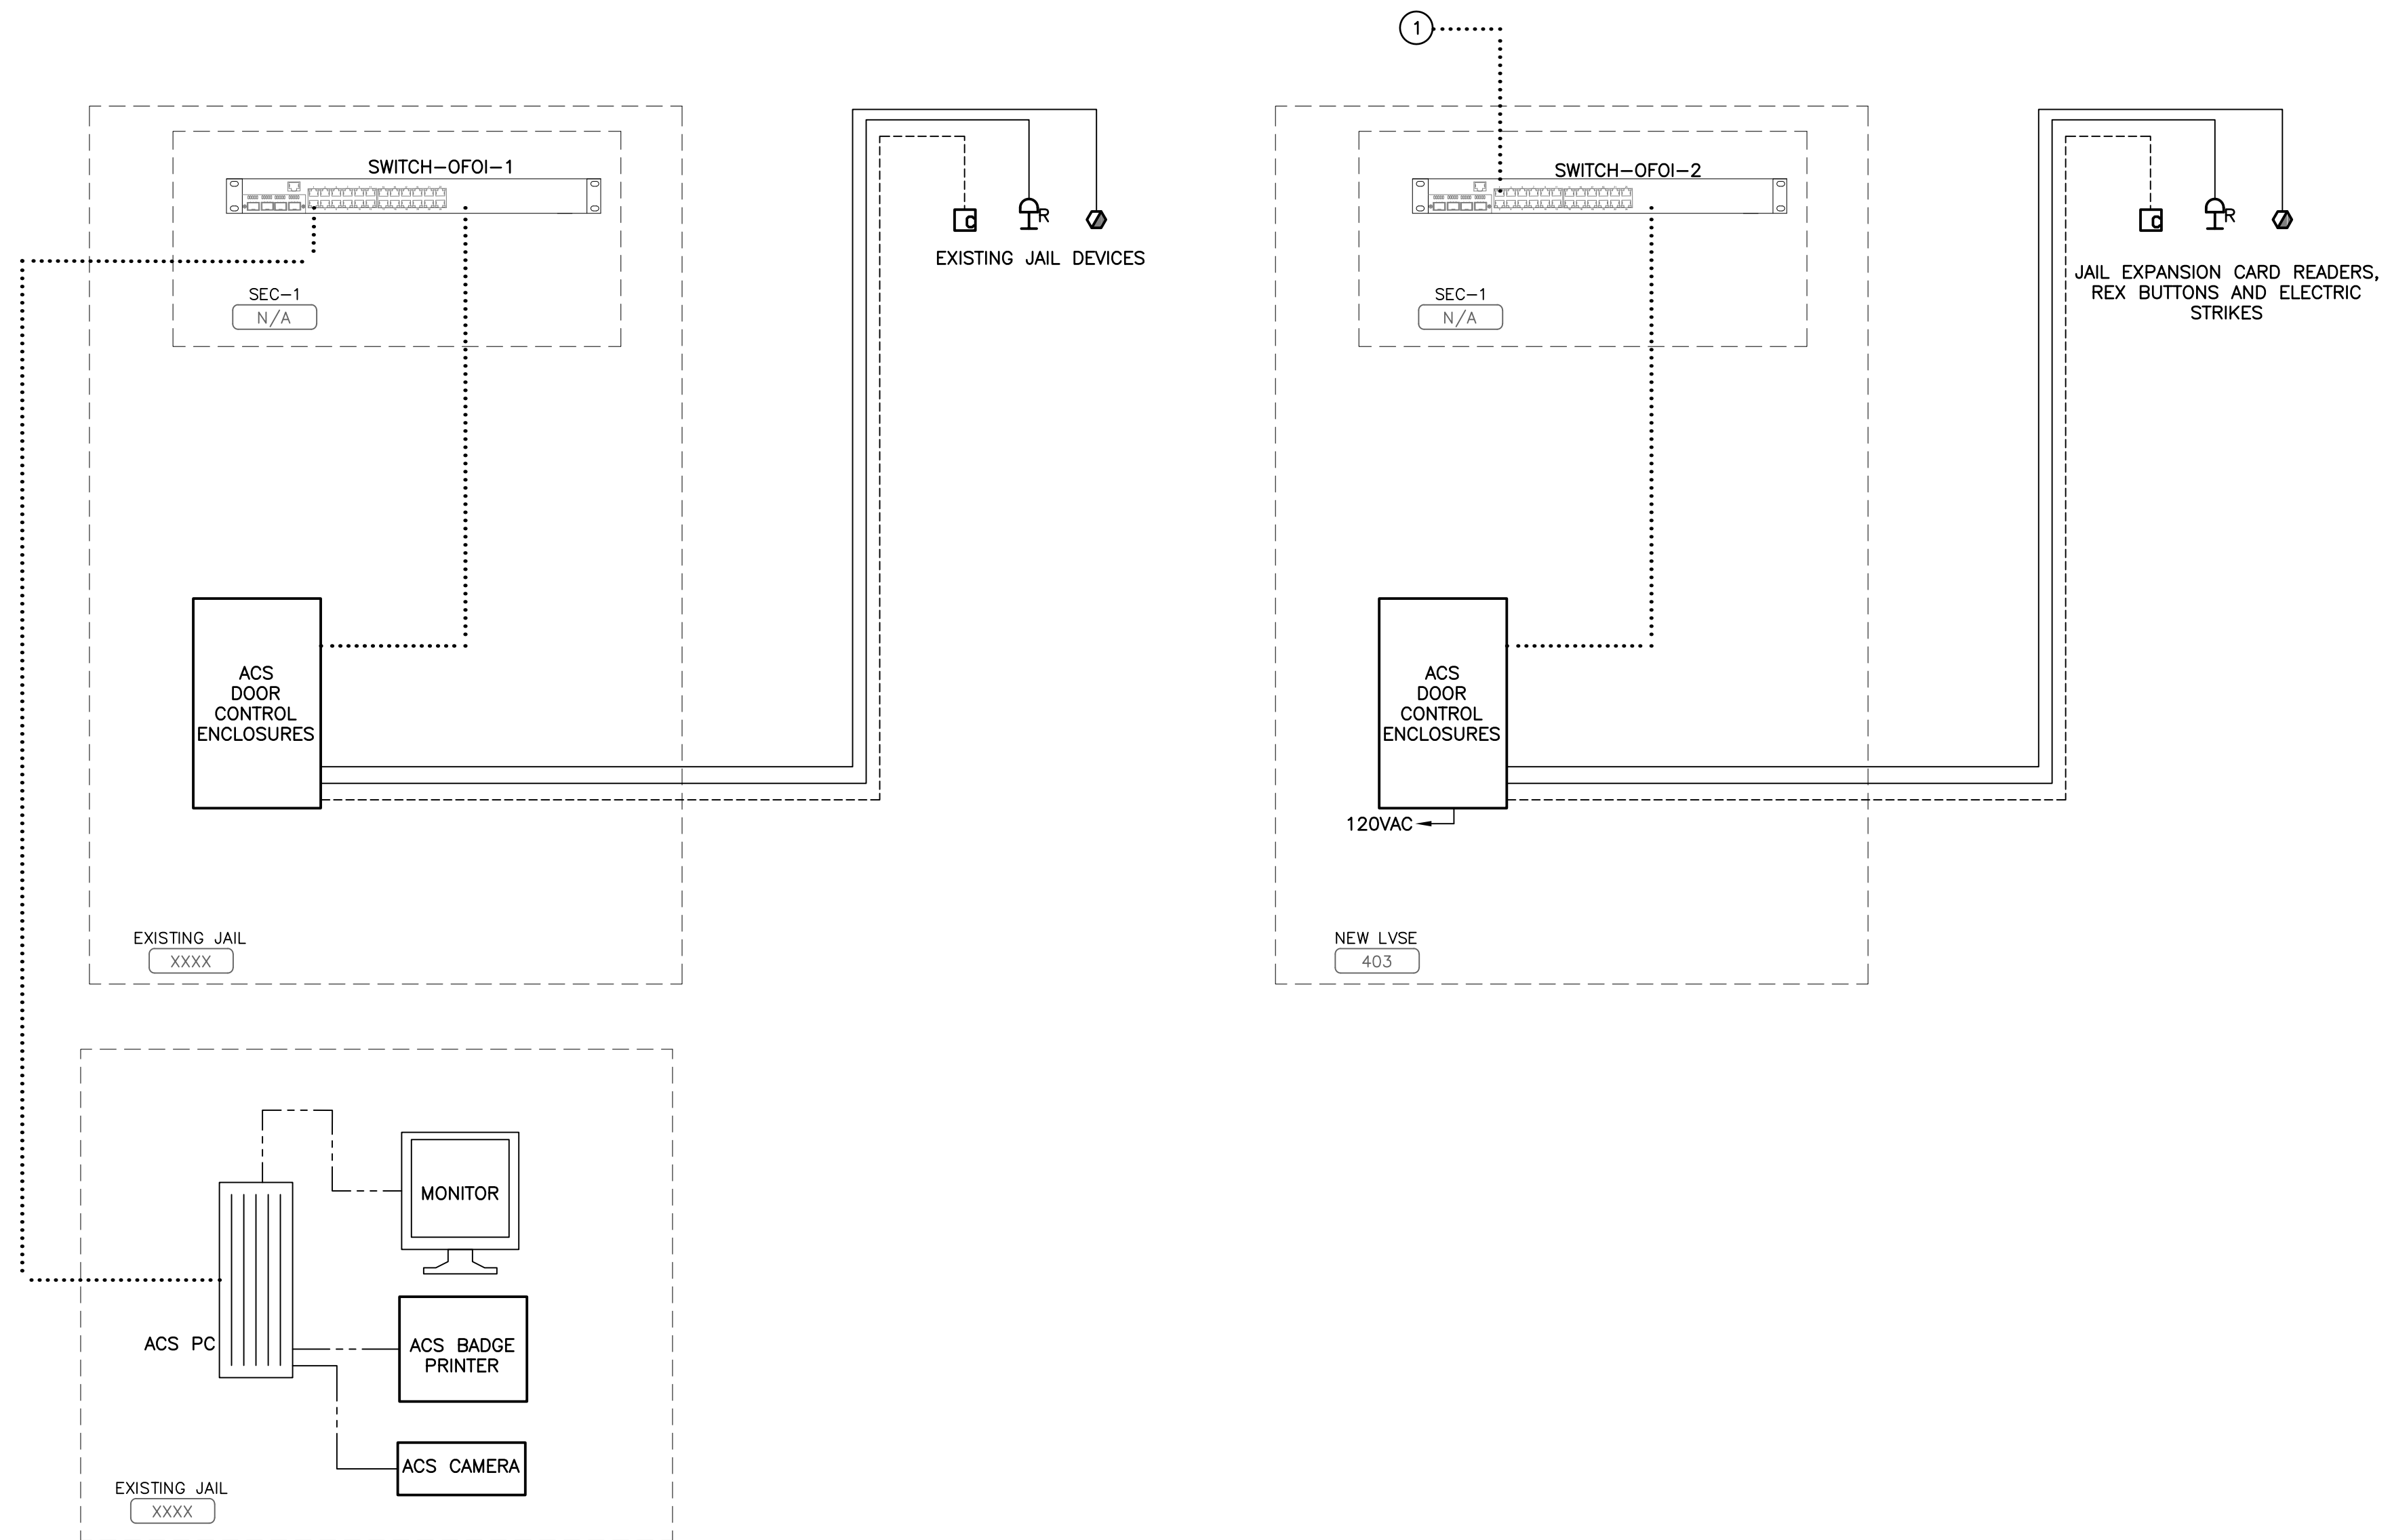 1
SWITCH-OFOI-1
C
R
EXISTING JAIL DEVICES
SEC-1
N/A
ACS
DOOR
CONTROL
ENCLOSURES
EXISTING JAIL
XXXX
SWITCH-OFOI-2
C
R
JAIL EXPANSION CARD READERS,
REX BUTTONS AND ELECTRIC
STRIKES
SEC-1
N/A
ACS
DOOR
CONTROL
ENCLOSURES
120VAC
NEW LVSE
403
MONITOR
ACS PC
ACS BADGE
PRINTER
ACS CAMERA
EXISTING JAIL
XXXX